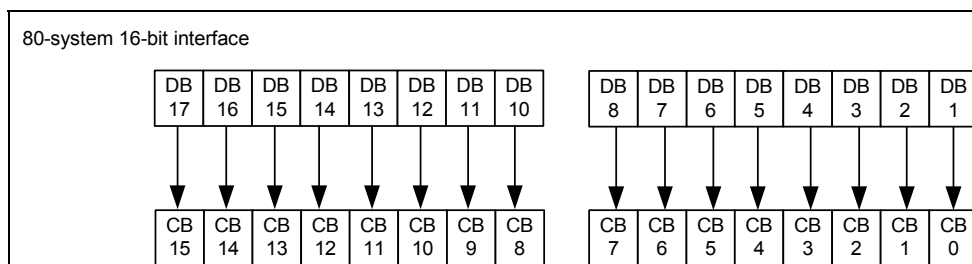 80-system 16-bit interface
DB DB DB DB DB DB DB DB DB DB DB DB DB DB DB DB
17 16 15 14 13 12 11 10 8 7 6 5 4 3 2 1
CB CB CB CB CB CB CB CB CB CB CB CB CB CB CB CB
15 14 13 12 11 10 9 8 7 6 5 4 3 2 1 0